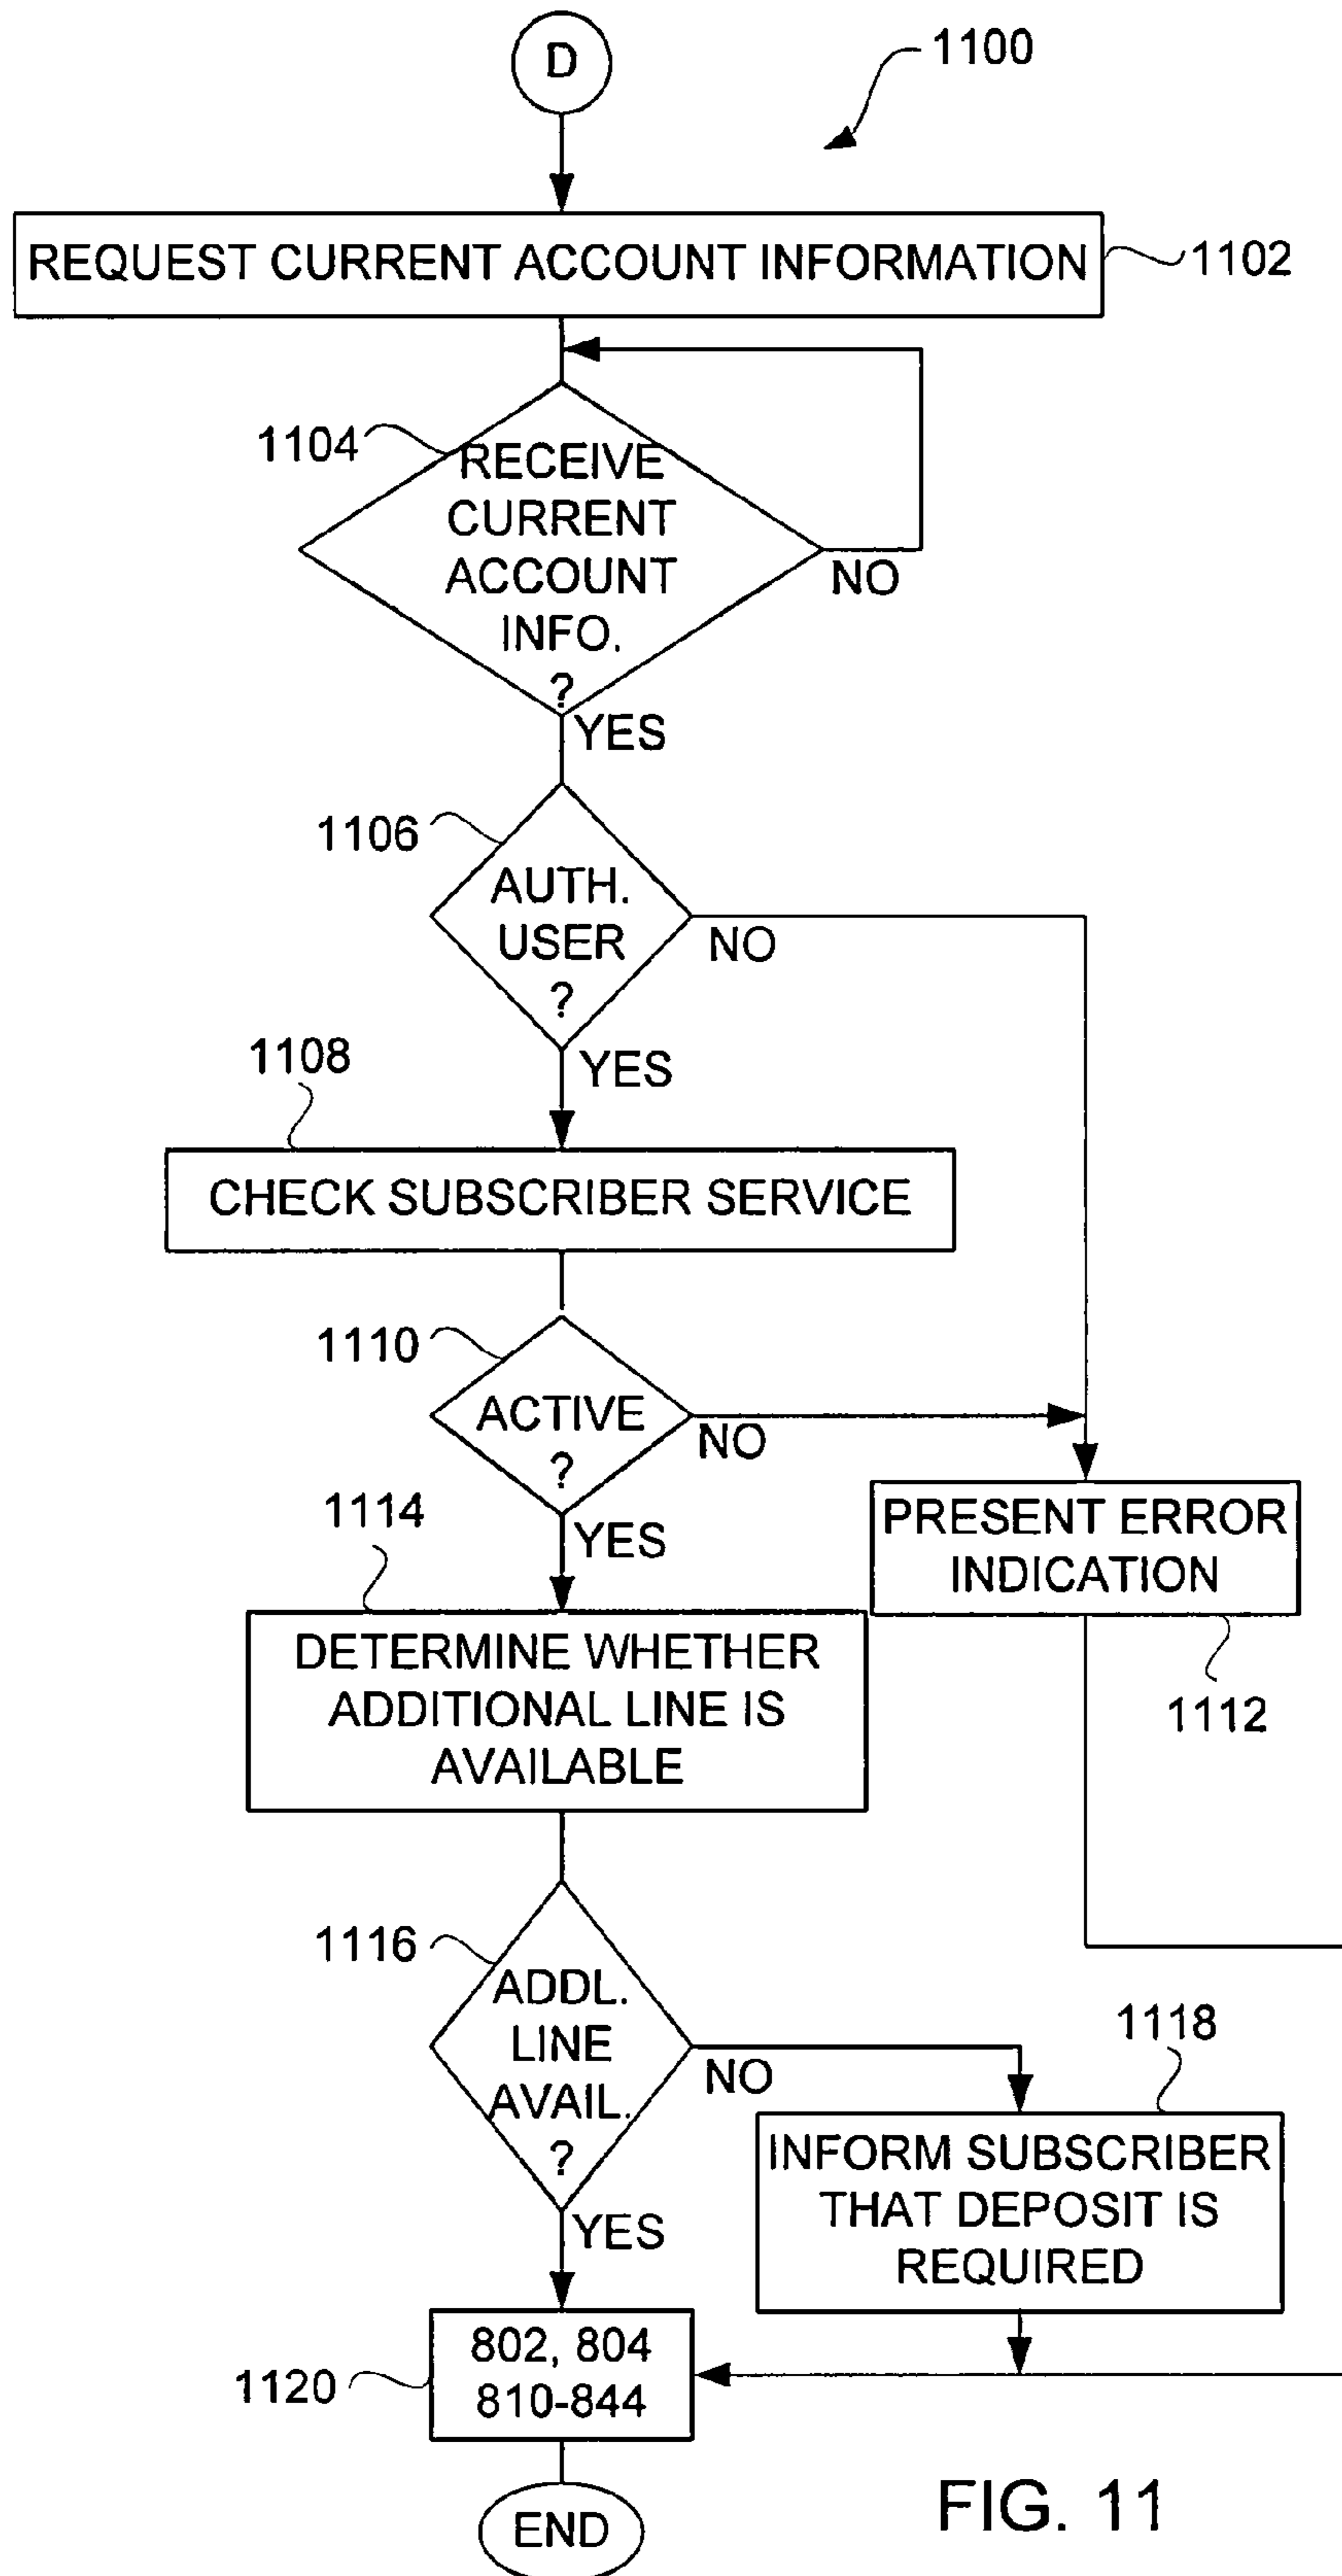 D
1100
REQUEST CURRENT ACCOUNT INFORMATION
1102
1104
RECEIVE
CURRENT
ACCOUNT
INFO.
?
NO
YES
1106
AUTH.
USER
?
NO
YES
1108
CHECK SUBSCRIBER SERVICE
1110
ACTIVE
?
NO
YES
1114
PRESENT ERROR
INDICATION
1112
DETERMINE WHETHER
ADDITIONAL LINE IS
AVAILABLE
1116
ADDL.
LINE
AVAIL.
?
NO
YES
1118
INFORM SUBSCRIBER
THAT DEPOSIT IS
REQUIRED
802, 804
810-844
1120
END
FIG. 11